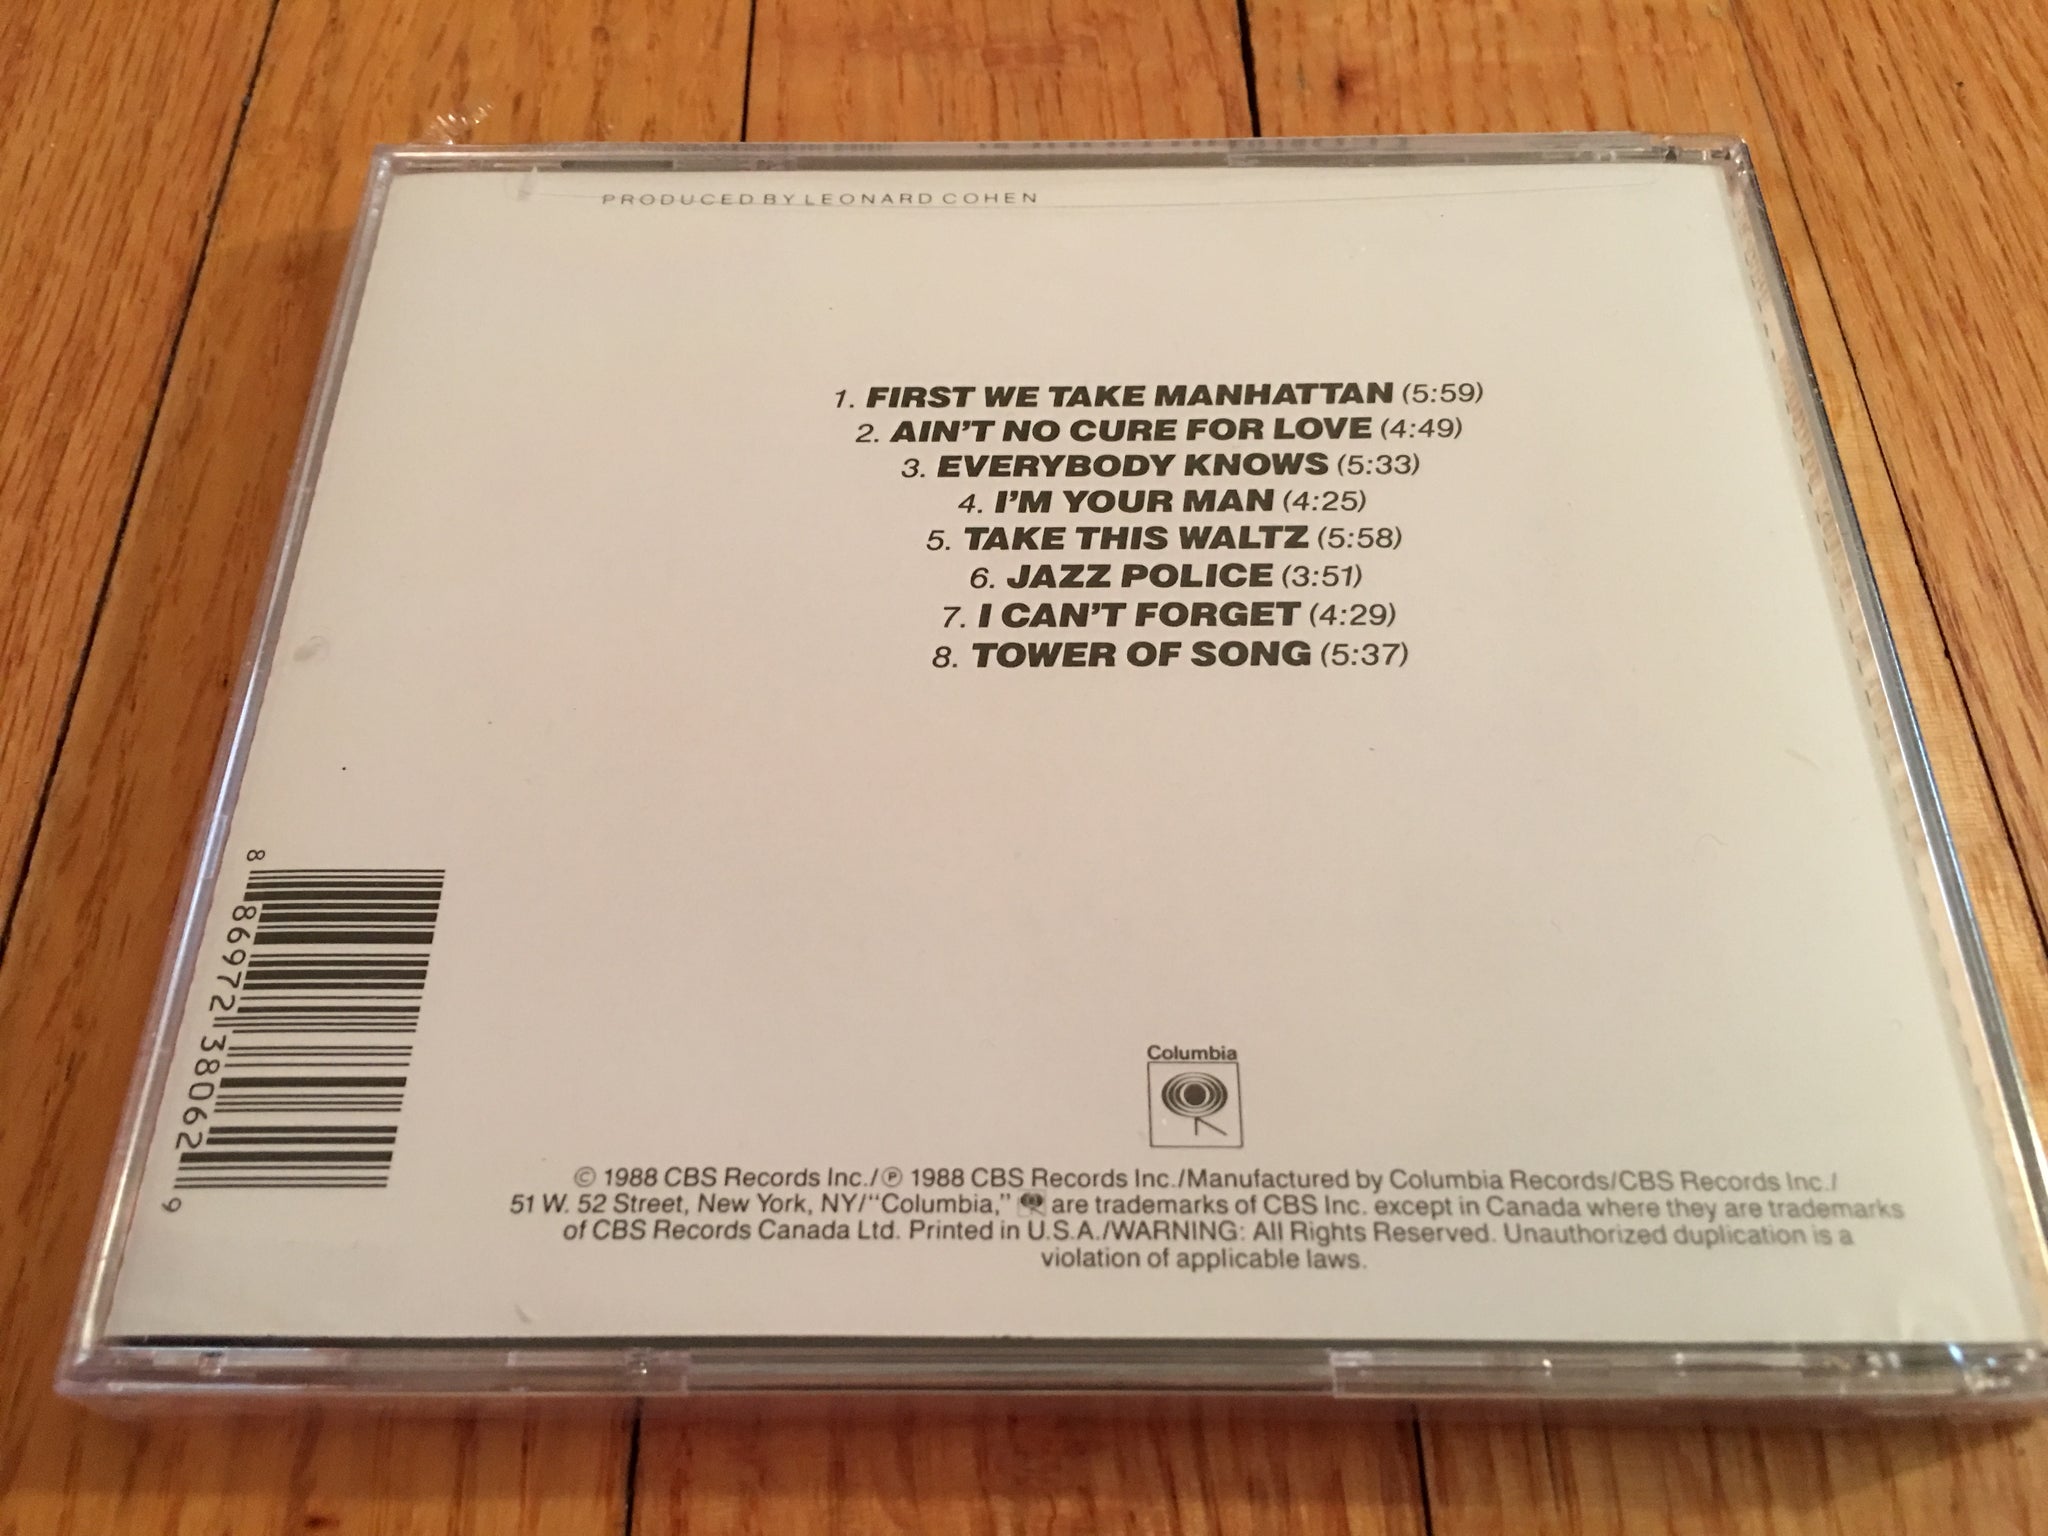 PRODUCED BY LEONARD COHEN
1. FIRST WE TAKE MANHATTAN (5:59)
2. AIN'T NO CURE FOR LOVE (4:49)
3. EVERYBODY KNOWS (5:33)
4. I'M YOUR MAN (4:25)
5. TAKE THIS WALTZ (5:58)
6. JAZZ POLICE (3:51)
7. I CAN'T FORGET (4:29)
8. TOWER OF SONG (5:37)
8 86972 38062 9
Columbia
© 1988 CBS Records Inc./℗ 1988 CBS Records Inc./Manufactured by Columbia Records/CBS Records Inc./
51 W. 52 Street, New York, NY/“Columbia,” are trademarks of CBS Inc. except in Canada where they are trademarks
of CBS Records Canada Ltd. Printed in U.S.A./WARNING: All Rights Reserved. Unauthorized duplication is a
violation of applicable laws.